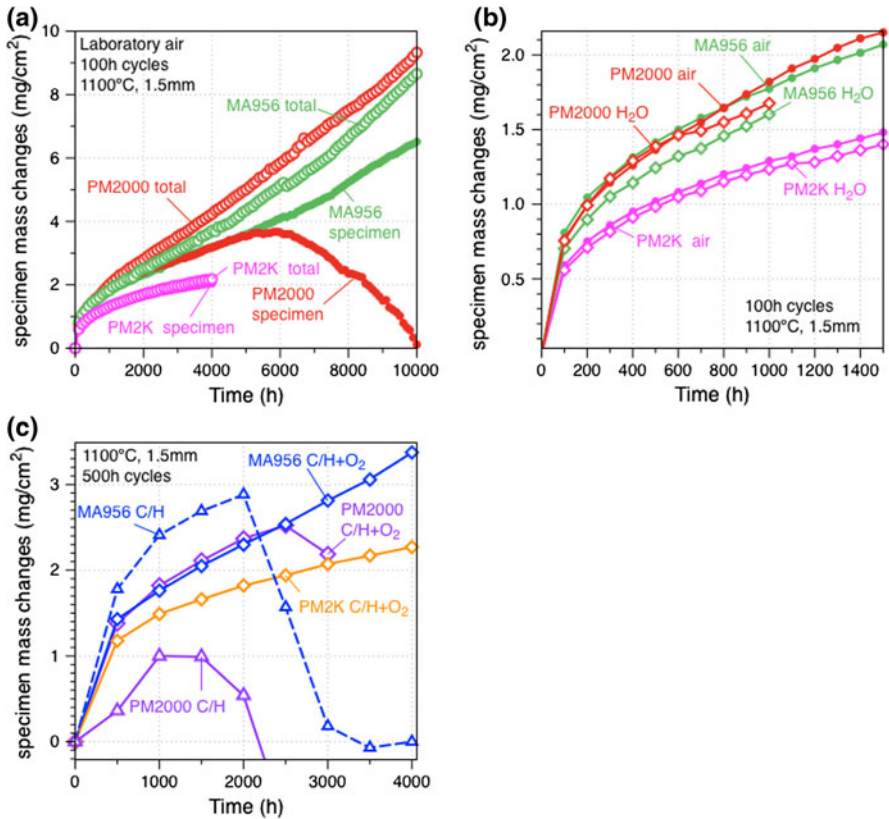 (a)
10
8
6
4
2
0
specimen mass changes (mg/cm²)
Laboratory air
100h cycles
1100°C, 1.5mm
MA956 total
PM2000 total
MA956
specimen
PM2K total
PM2000
specimen
PM2K specimen
0 2000 4000 6000 8000 10000
Time (h)
(b)
2.0
1.5
1.0
0.5
specimen mass changes (mg/cm²)
MA956 air
PM2000 air
MA956 H₂O
PM2000 H₂O
PM2K H₂O
PM2K air
100h cycles
1100°C, 1.5mm
0 200 400 600 800 1000 1200 1400
Time (h)
(c)
3
2
1
0
specimen mass changes (mg/cm²)
1100°C, 1.5mm
500h cycles
MA956 C/H+O₂
MA956 C/H
PM2000
C/H+O₂
PM2K C/H+O₂
PM2000 C/H
0 1000 2000 3000 4000
Time (h)